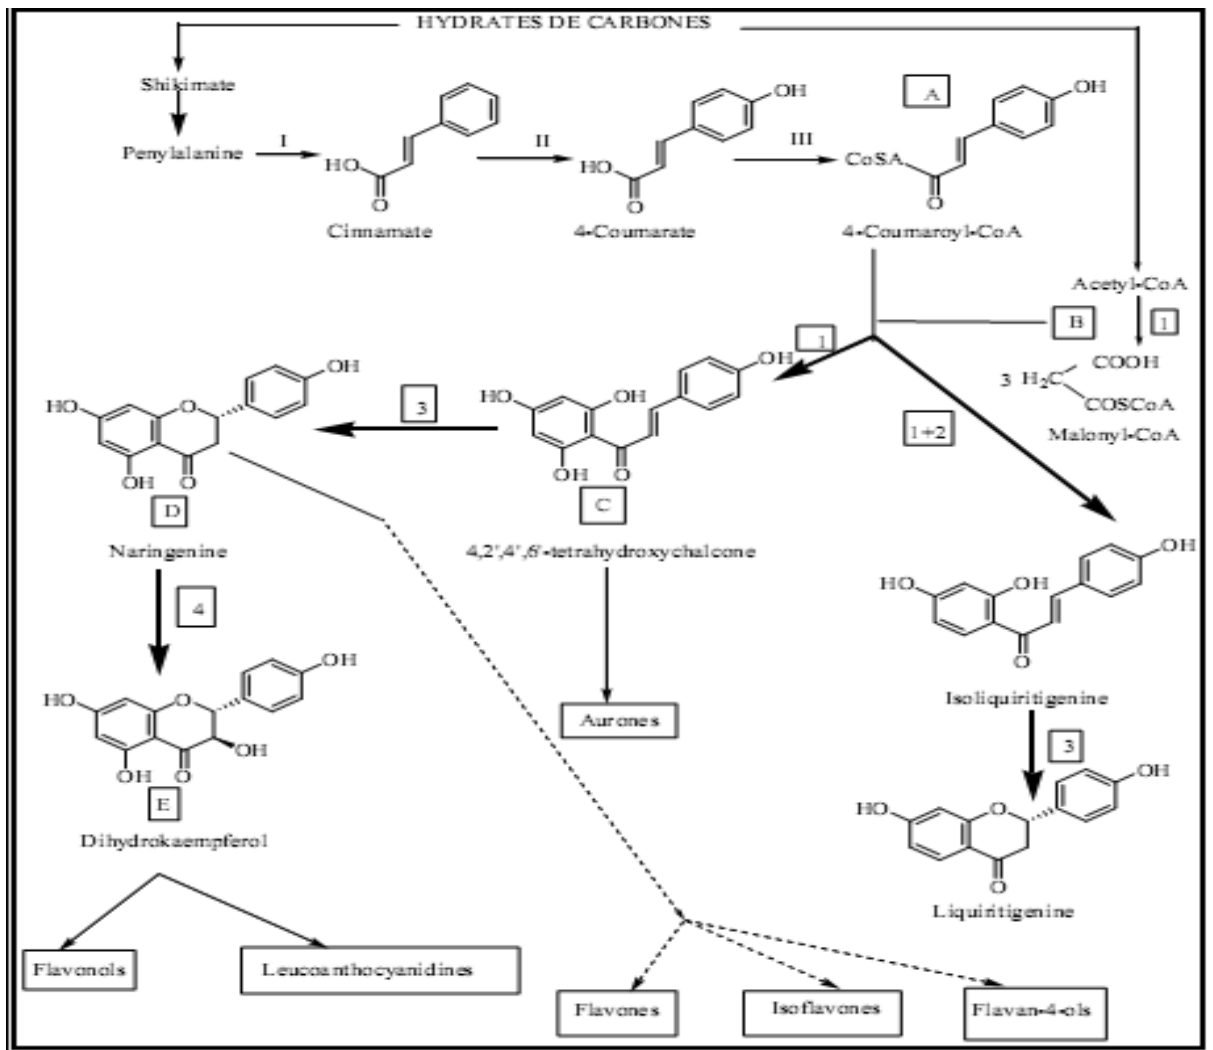 HYDRATES DE CARBONES
Shikimate
Penylalanine
I
HO
O
Cinnamate
II
OH
HO
O
4-Coumarate
III
A
OH
CoSA
O
4-Coumaroyl-CoA
Acetyl-CoA
B
1
3 H₂C
COOH
COSCoA
Malonyl-CoA
1
1+2
OH
HO
OH
OH
O
C
4,2',4',6'-tetrahydroxychalcone
3
OH
HO
O
OH
O
D
Naringenine
4
OH
HO
O
OH
OH
O
E
Dihydrokaempferol
Aurones
OH
HO
OH
O
Isoliquiritigenine
3
OH
HO
O
O
Liquiritigenine
Flavonols
Leucoanthocyanidines
Flavones
Isoflavones
Flavan-4-ols